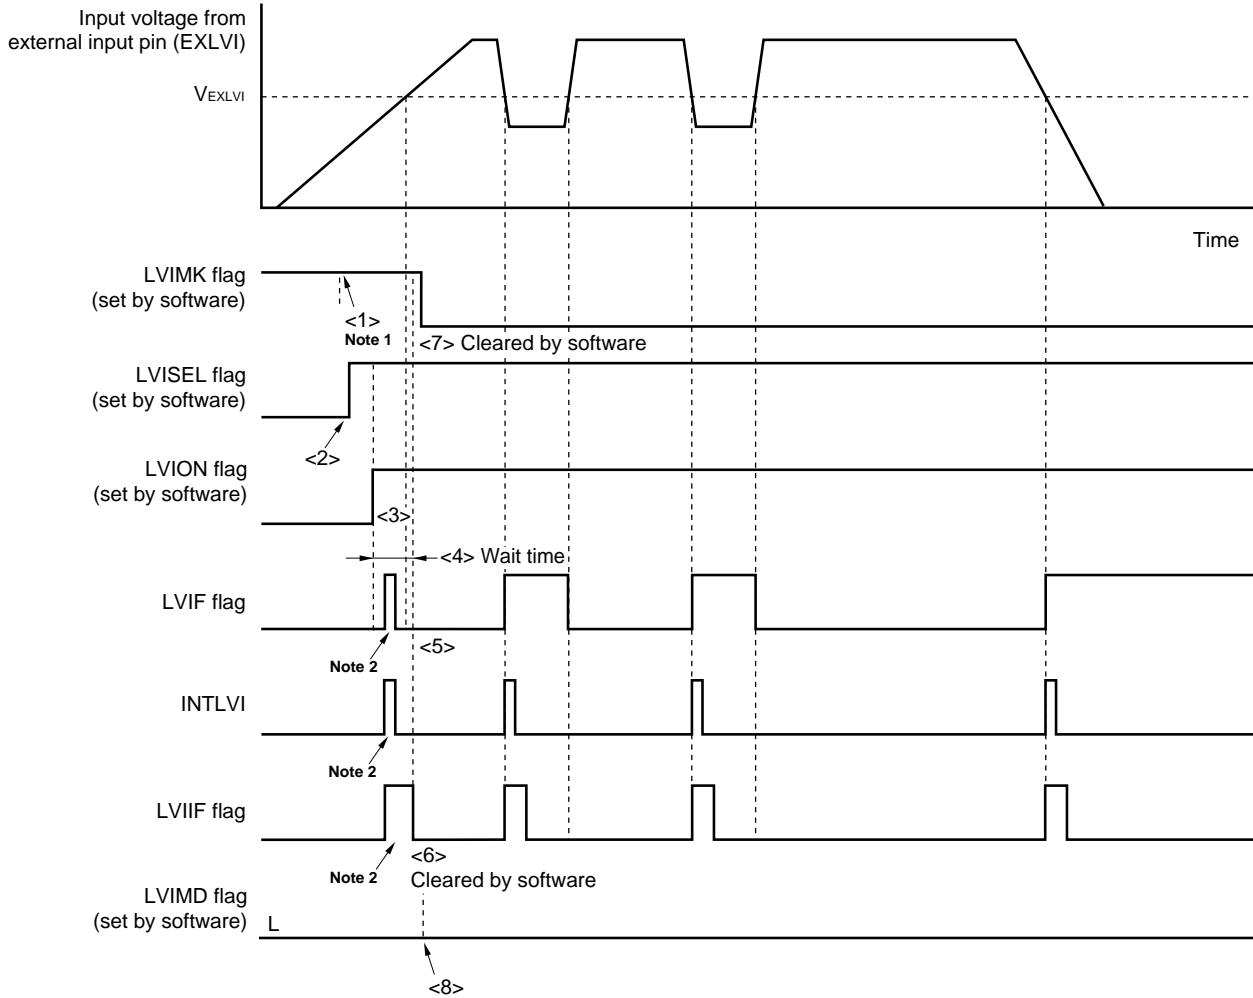 Input voltage from
external input pin (EXLVI)
VEXLVI
Time
LVIMK flag
(set by software)
<1>
Note 1
<7> Cleared by software
LVISEL flag
(set by software)
<2>
LVION flag
(set by software)
<3>
<4> Wait time
LVIF flag
<5>
Note 2
INTLVI
Note 2
LVIIF flag
<6>
Note 2
Cleared by software
LVIMD flag
(set by software)
L
<8>